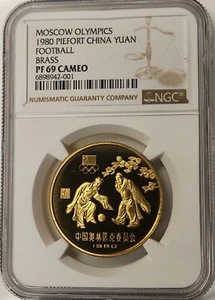 MOSCOW OLYMPICS
1980 PIEFORT CHINA YUAN
FOOTBALL
BRASS
PF 69 CAMEO
6898942-001
NUMISMATIC GUARANTY COMPANY
NGC
中国奥林匹克委员会
1980